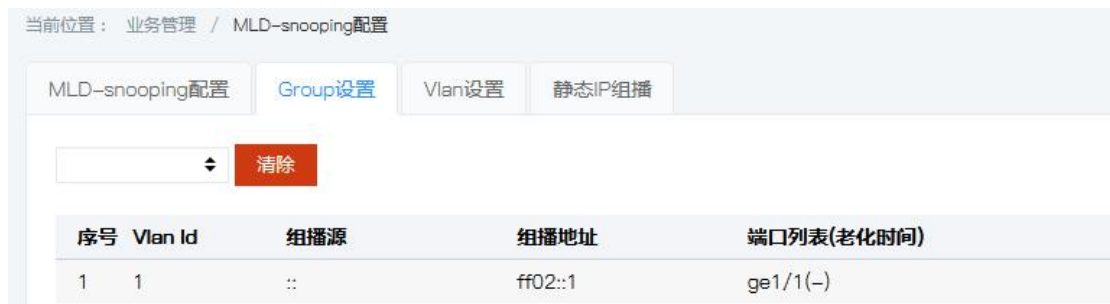 当前位置： 业务管理 / MLD-snooping配置
MLD-snooping配置 Group设置 Vlan设置 静态IP组播
清除
序号 Vlan Id 组播源 组播地址 端口列表(老化时间)
1 1 :: ff02::1 ge1/1(-)